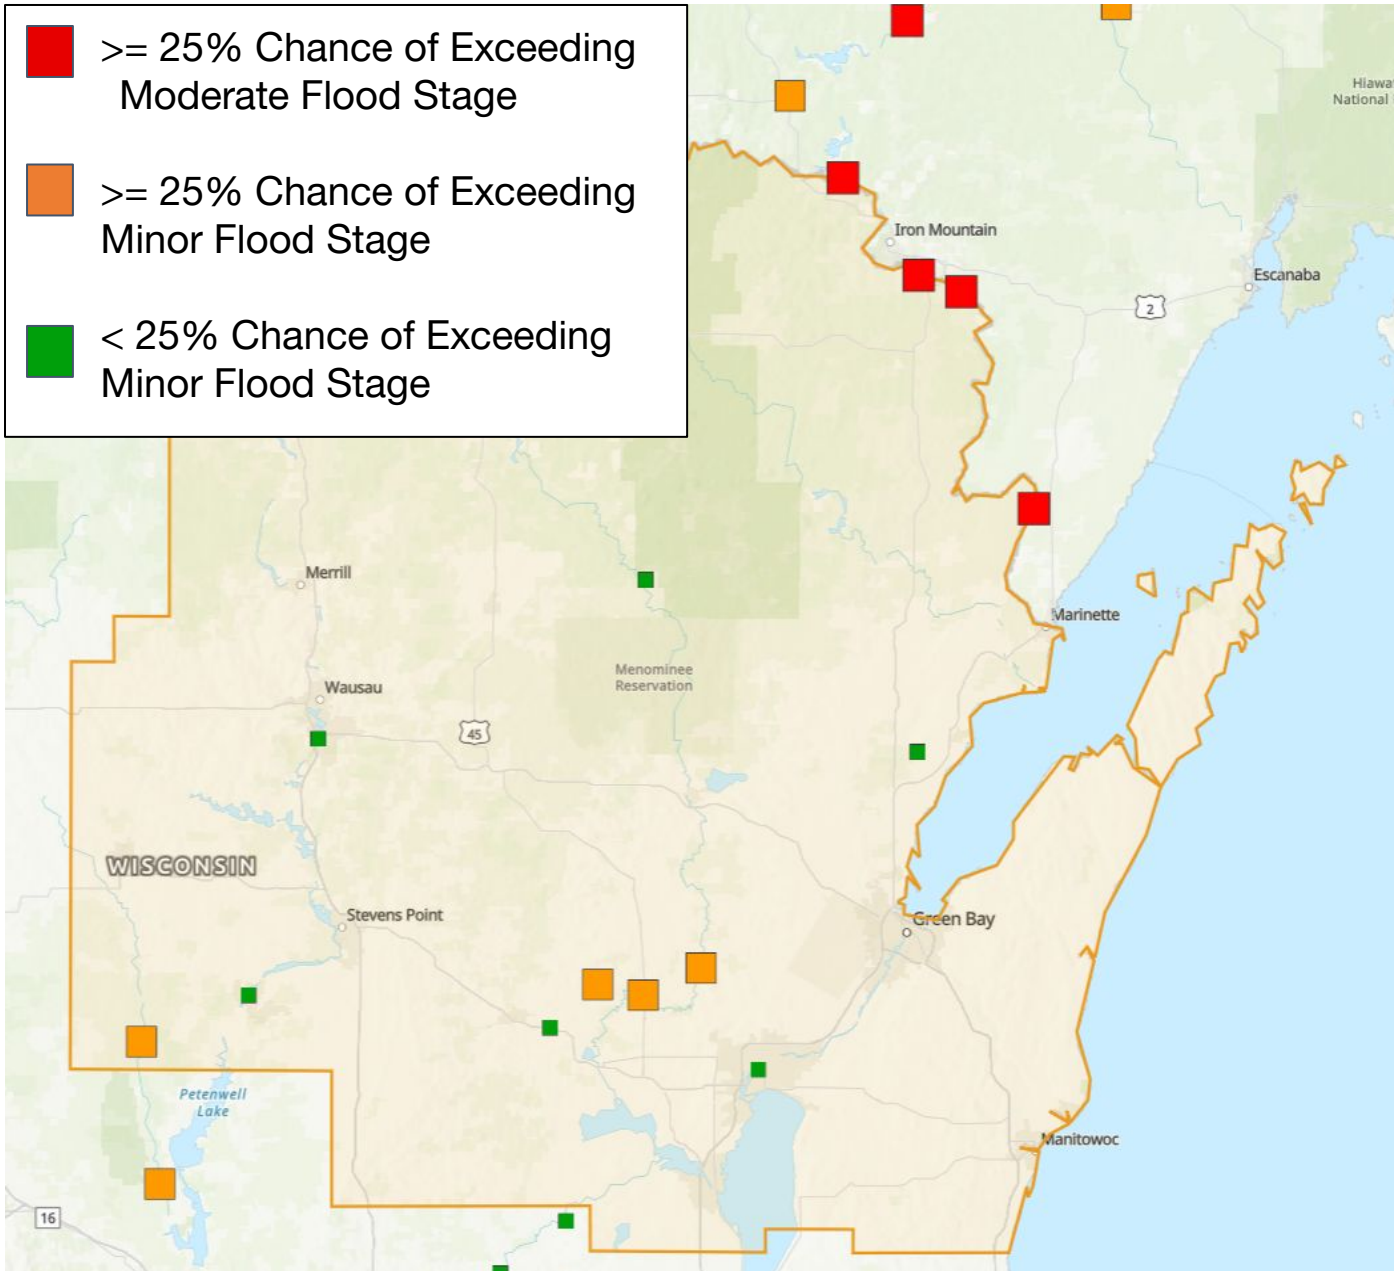 >= 25% Chance of Exceeding
Moderate Flood Stage
>= 25% Chance of Exceeding
Minor Flood Stage
< 25% Chance of Exceeding
Minor Flood Stage
Hiawa
National
Iron Mountain
Escanaba
2
Merrill
Marinette
Menominee
Reservation
Wausau
45
WISCONSIN
Stevens Point
Green Bay
Petenwell
Lake
Manitowoc
16